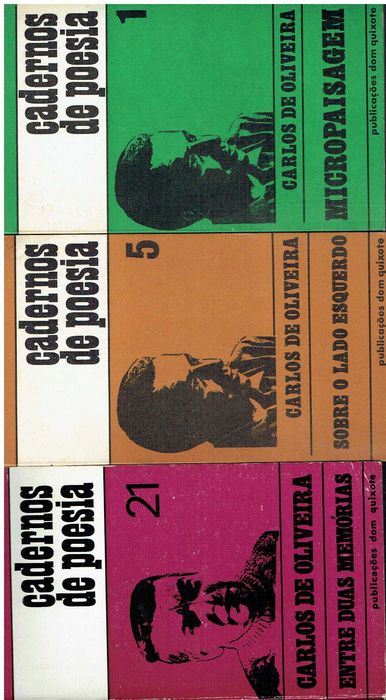 cadernos
de poesia
1
CARLOS DE OLIVEIRA
MICROPAISAGEM
publicações dom quixote
cadernos
de poesia
5
CARLOS DE OLIVEIRA
SOBRE O LADO ESQUERDO
publicações dom quixote
cadernos
de poesia
21
CARLOS DE OLIVEIRA
ENTRE DUAS MEMÓRIAS
publicações dom quixote